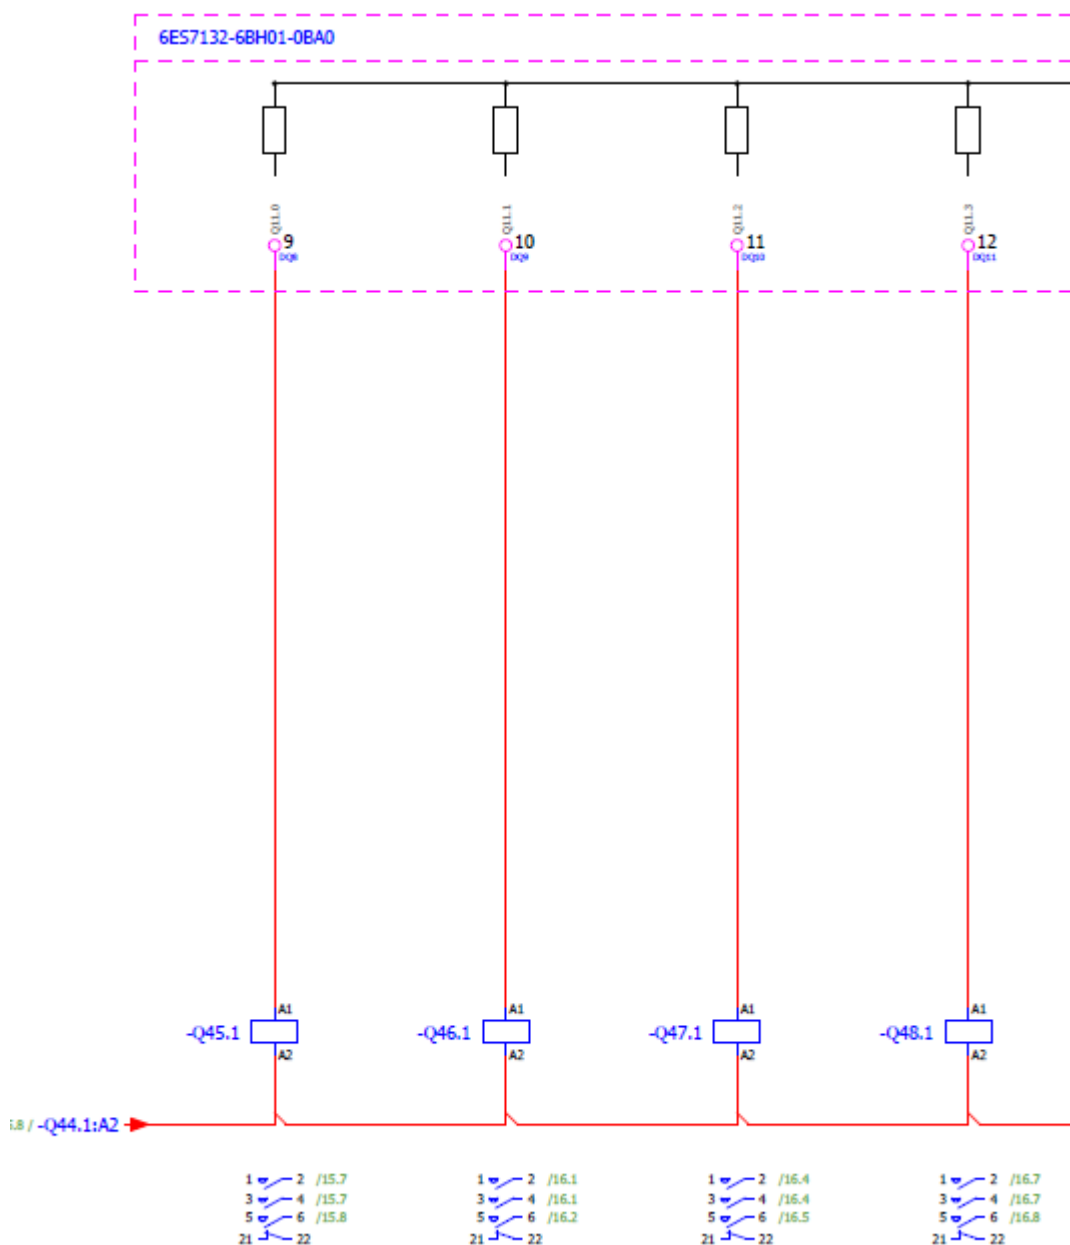 6ES7132-6BH01-0BA0
Q11.0 Q11.1 Q11.2 Q11.3
9 10 11 12
DQ8 DQ9 DQ10 DQ11
A1 A1 A1 A1
-Q45.1 -Q46.1 -Q47.1 -Q48.1
A2 A2 A2 A2
/ -Q44.1:A2
1 2 /15.7 1 2 /16.1 1 2 /16.4 1 2 /16.7
3 4 /15.7 3 4 /16.1 3 4 /16.4 3 4 /16.7
5 6 /15.8 5 6 /16.2 5 6 /16.5 5 6 /16.8
21 22 21 22 21 22 21 22